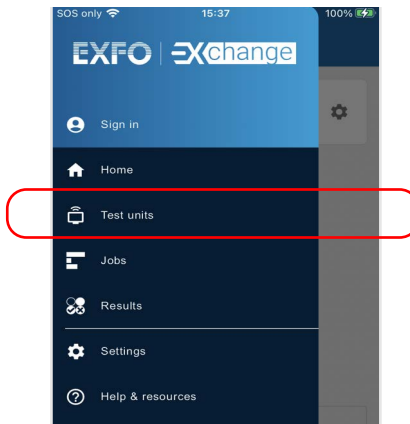 SOS only 15:37 100%
EXFO | EXchange
Sign in
Home
Test units
Jobs
Results
Settings
Help & resources